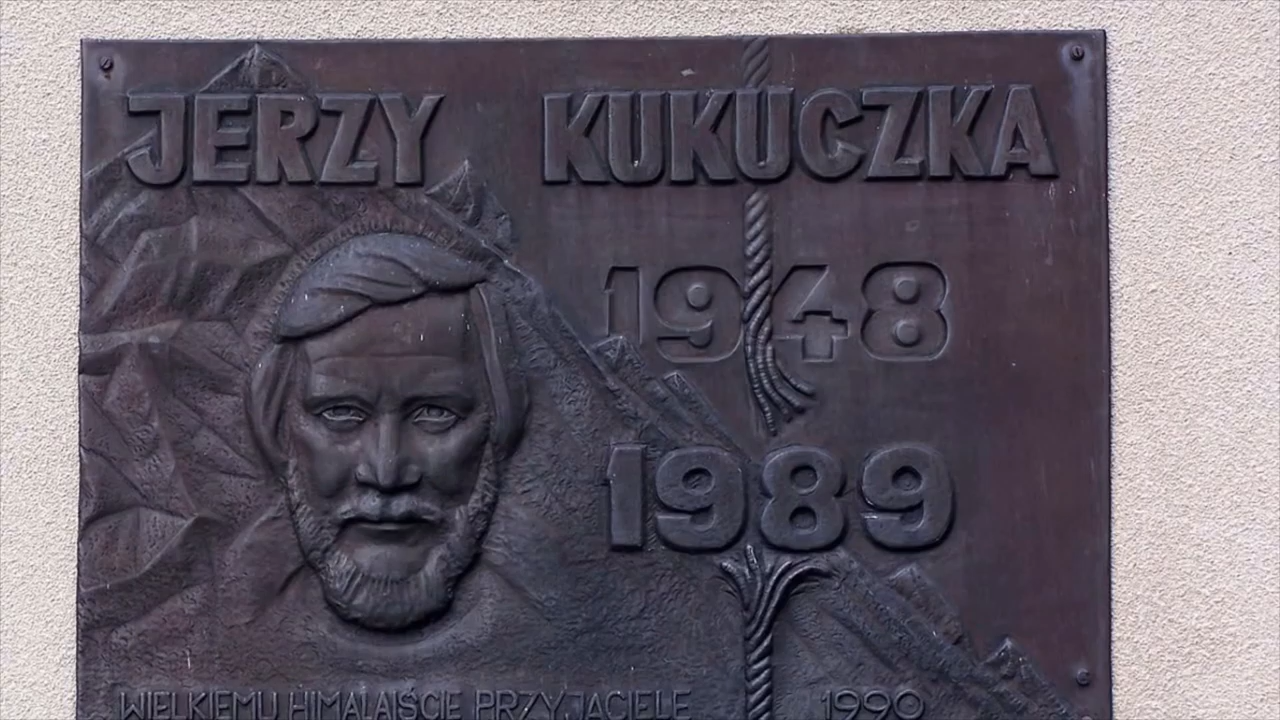 JERZY KUKUCZKA
1948
1989
WIELKIEMU HIMALAIŚCIE PRZYJACIELE 1990